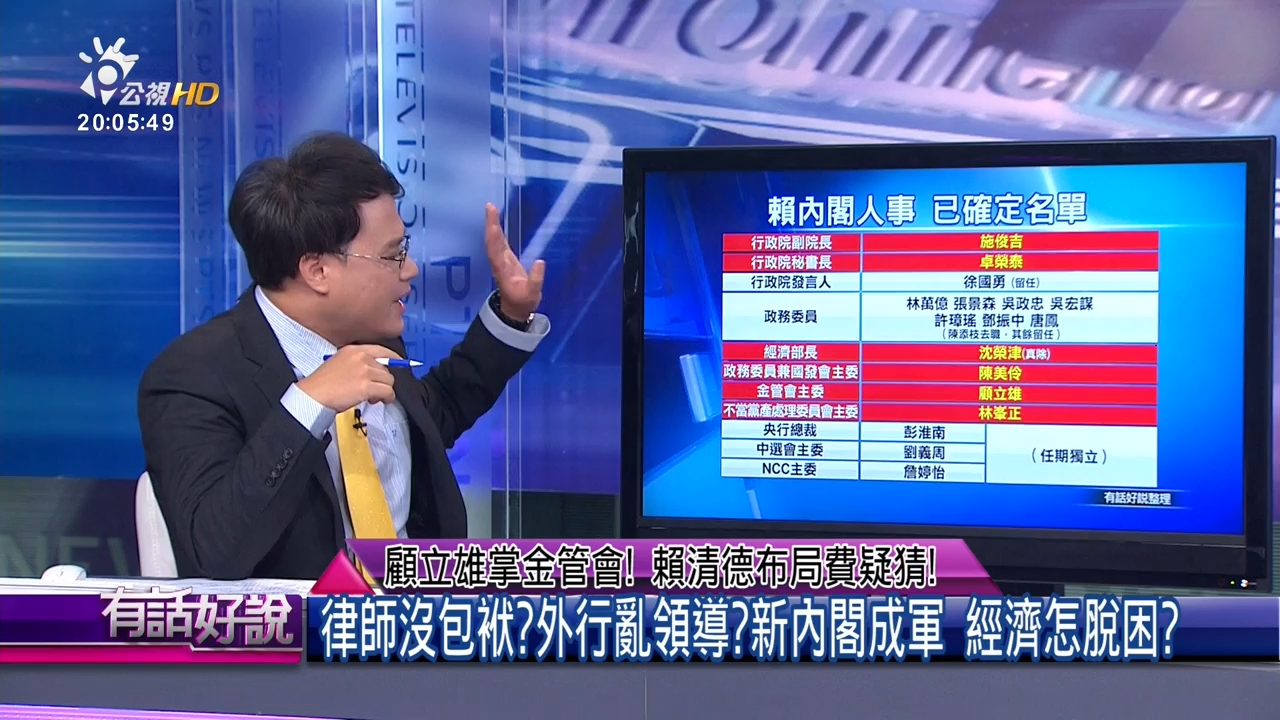 公視HD
20:05:49
TELEVISION
賴內閣人事 已確定名單
行政院副院長 施俊吉
行政院秘書長 卓榮泰
行政院發言人 徐國勇(留任)
政務委員 林萬億 張景森 吳政忠 吳宏謀
許璋瑤 鄧振中 唐鳳
(陳添枝去職,其餘留任)
經濟部長 沈榮津(真除)
政務委員兼國發會主委 陳美伶
金管會主委 顧立雄
不當黨產處理委員會主委 林峯正
央行總裁 彭淮南
中選會主委 劉義周
NCC主委 詹婷怡
(任期獨立)
有話好說整理
顧立雄掌金管會! 賴清德布局費疑猜!
有話好說
律師沒包袱?外行亂領導?新內閣成軍 經濟怎脫困?